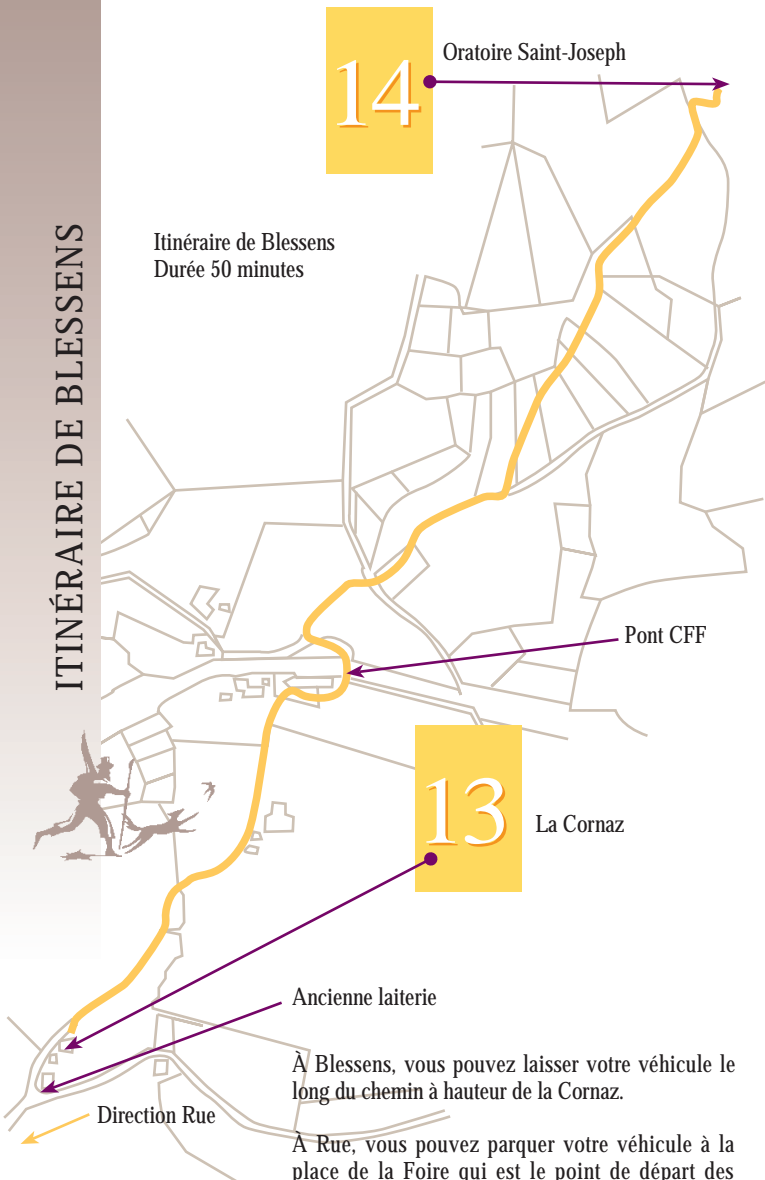 ITINÉRAIRE DE BLESSENS
14
Oratoire Saint-Joseph
Itinéraire de Blessens
Durée 50 minutes
Pont CFF
13
La Cornaz
Ancienne laiterie
Direction Rue
À Blessens, vous pouvez laisser votre véhicule le
long du chemin à hauteur de la Cornaz.
À Rue, vous pouvez parquer votre véhicule à la
place de la Foire qui est le point de départ des